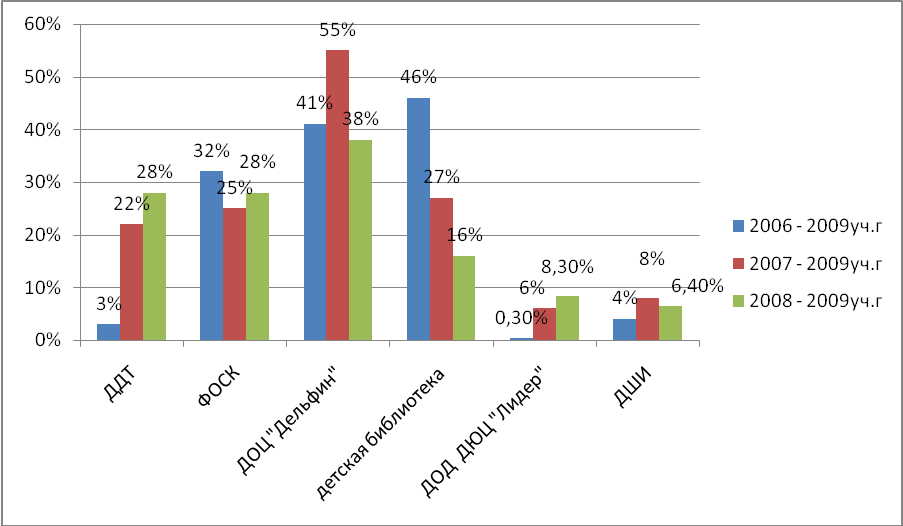 60%
50%
40%
30%
20%
10%
0%
3%
22%
28%
32%
25%
28%
41%
55%
38%
46%
27%
16%
0,30%
6%
8,30%
4%
8%
6,40%
ДДТ
ФОСК
ДОЦ "Дельфин"
детская библиотека
ДОД ДЮЦ "Лидер"
ДШИ
2006 - 2009уч.г
2007 - 2009уч.г
2008 - 2009уч.г